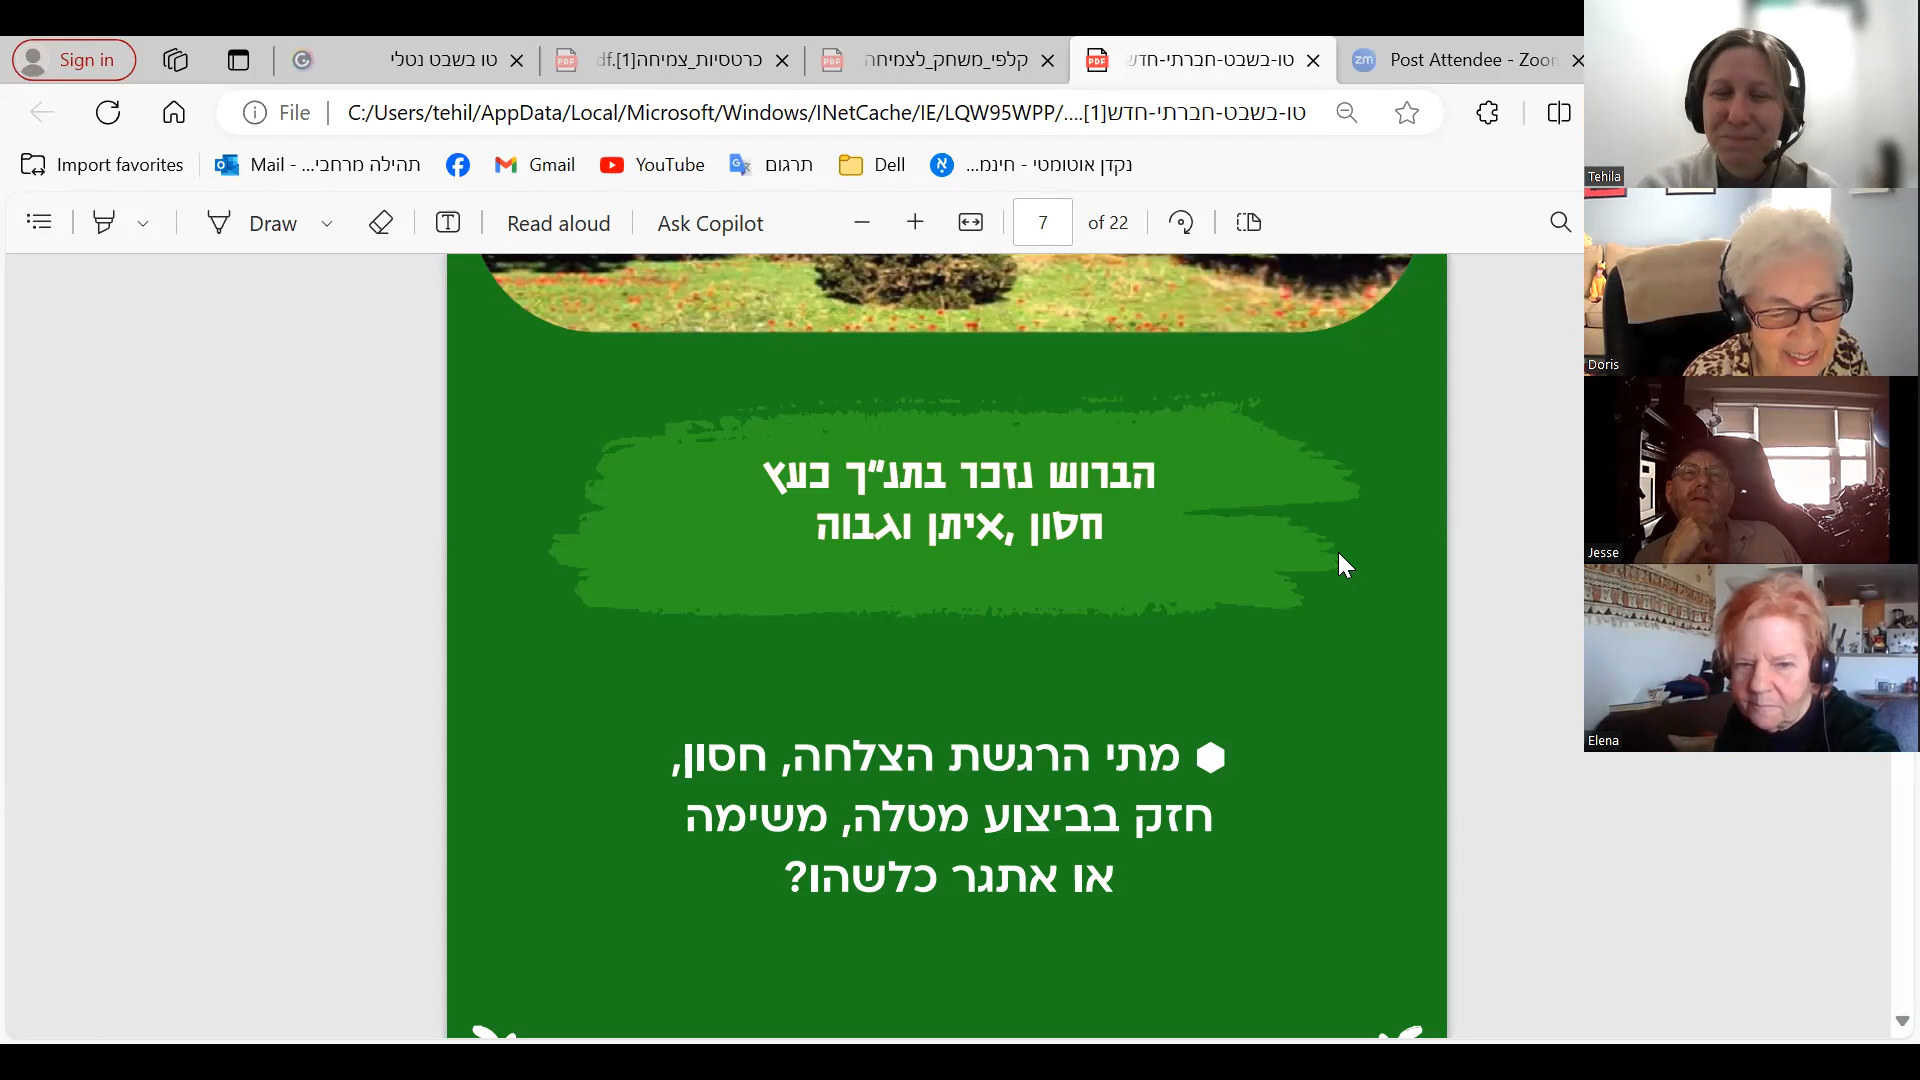 Sign in
טו בשבט נטלי
כרטסיות_צמיחה[1].df
קלפי_משחק_לצמיחה
טו-בשבט-חברתי-חדש
Post Attendee - Zoom
File
C:/Users/tehil/AppData/Local/Microsoft/Windows/INetCache/IE/LQW95WPP/....[1]טו-בשבט-חברתי-חדש
Import favorites
Mail - ...תהילה מרחבי
Gmail
YouTube
תרגום
Dell
נקדן אוטומטי - חינמ...
Draw
Read aloud
Ask Copilot
7 of 22
הברוש נזכר בתנ"ך כעץ
חסון ,איתן וגבוה
מתי הרגשת הצלחה, חסון,
חזק בביצוע מטלה, משימה
או אתגר כלשהו?
Tehila
Doris
Jesse
Elena